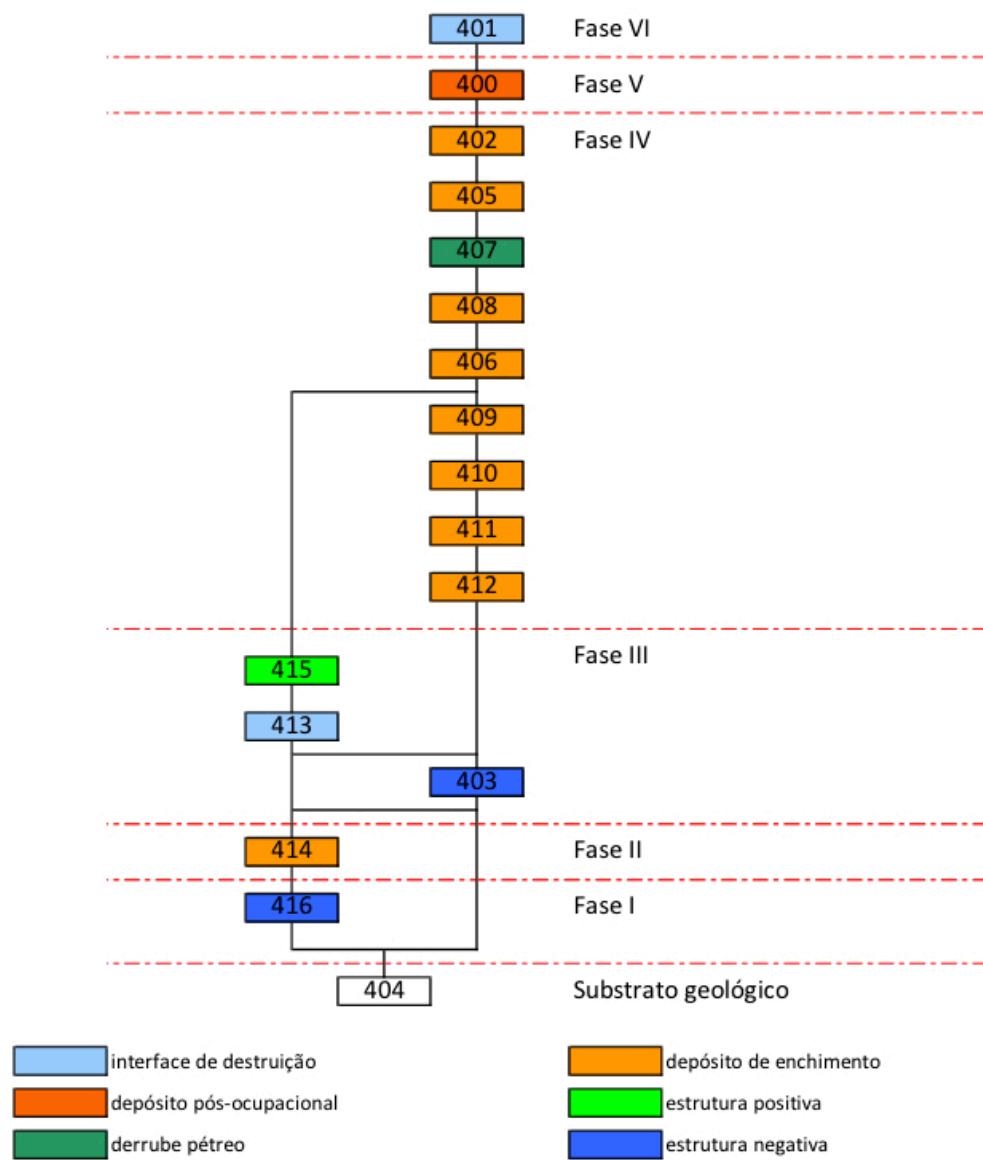 401 Fase VI
400 Fase V
402 Fase IV
405
407
408
406
409
410
411
412
Fase III
415
413
403
414 Fase II
416 Fase I
404 Substrato geológico
interface de destruição depósito de enchimento
depósito pós-ocupacional estrutura positiva
derrube pétreo estrutura negativa